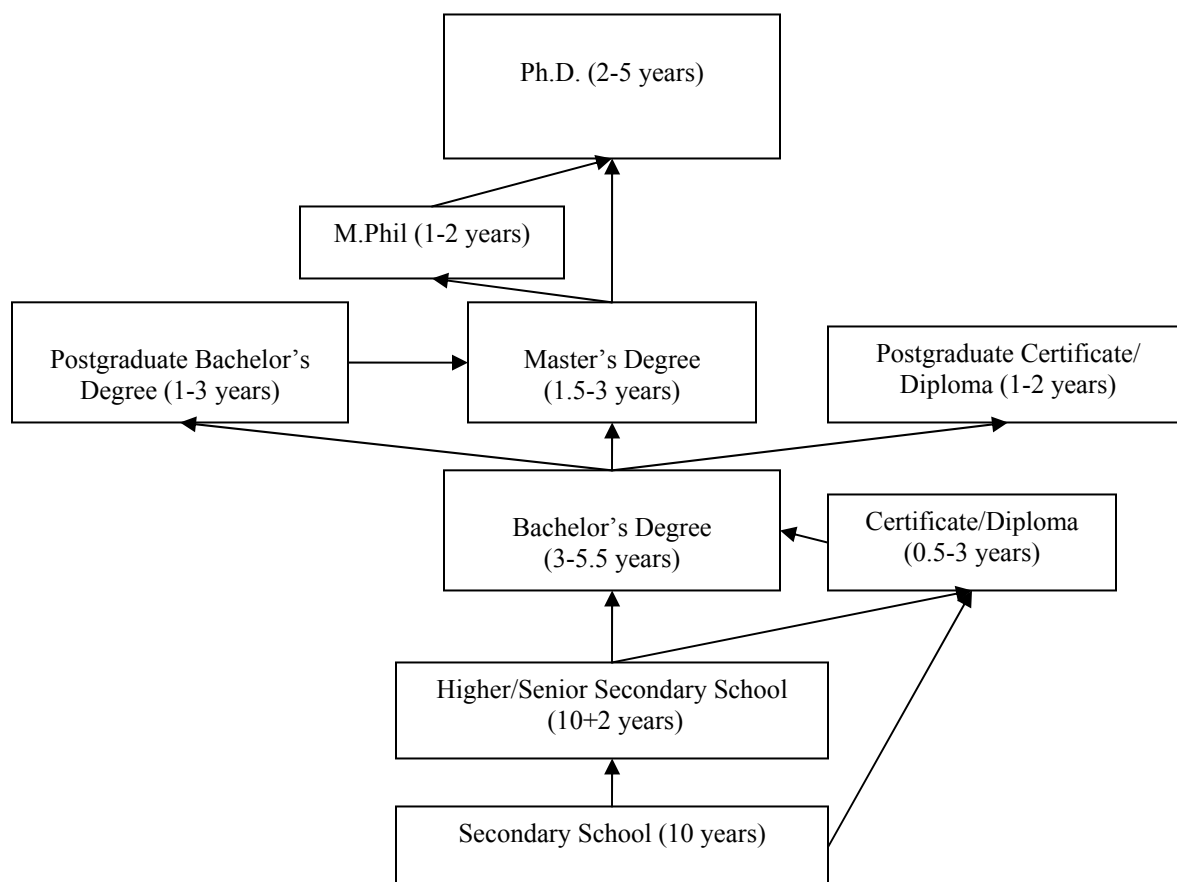 Ph.D. (2-5 years)
M.Phil (1-2 years)
Postgraduate Bachelor’s
Degree (1-3 years)
Master’s Degree
(1.5-3 years)
Postgraduate Certificate/
Diploma (1-2 years)
Bachelor’s Degree
(3-5.5 years)
Certificate/Diploma
(0.5-3 years)
Higher/Senior Secondary School
(10+2 years)
Secondary School (10 years)